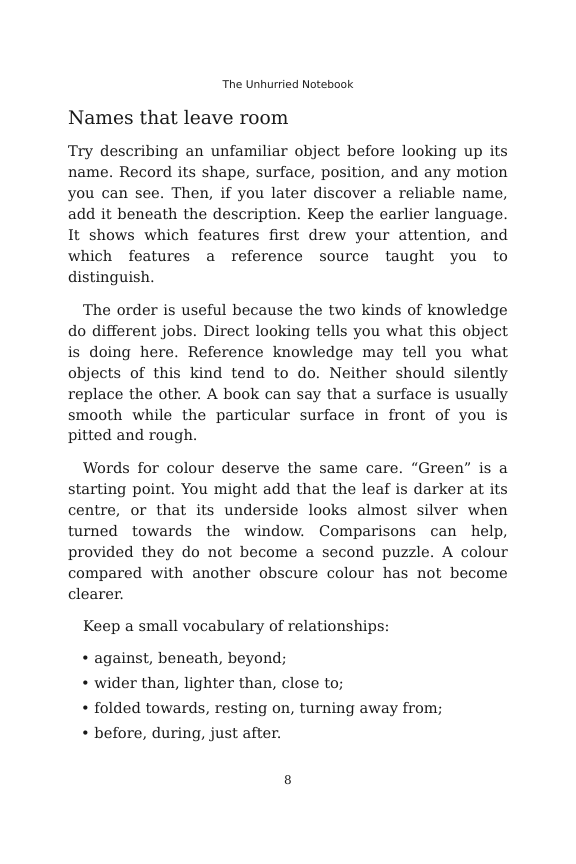 The Unhurried Notebook
Names that leave room
Try describing an unfamiliar object before looking up its
name. Record its shape, surface, position, and any motion
you can see. Then, if you later discover a reliable name,
add it beneath the description. Keep the earlier language.
It shows which features first drew your attention, and
which features a reference source taught you to
distinguish.
The order is useful because the two kinds of knowledge
do different jobs. Direct looking tells you what this object
is doing here. Reference knowledge may tell you what
objects of this kind tend to do. Neither should silently
replace the other. A book can say that a surface is usually
smooth while the particular surface in front of you is
pitted and rough.
Words for colour deserve the same care. “Green” is a
starting point. You might add that the leaf is darker at its
centre, or that its underside looks almost silver when
turned towards the window. Comparisons can help,
provided they do not become a second puzzle. A colour
compared with another obscure colour has not become
clearer.
Keep a small vocabulary of relationships:
• against, beneath, beyond;
• wider than, lighter than, close to;
• folded towards, resting on, turning away from;
• before, during, just after.
8